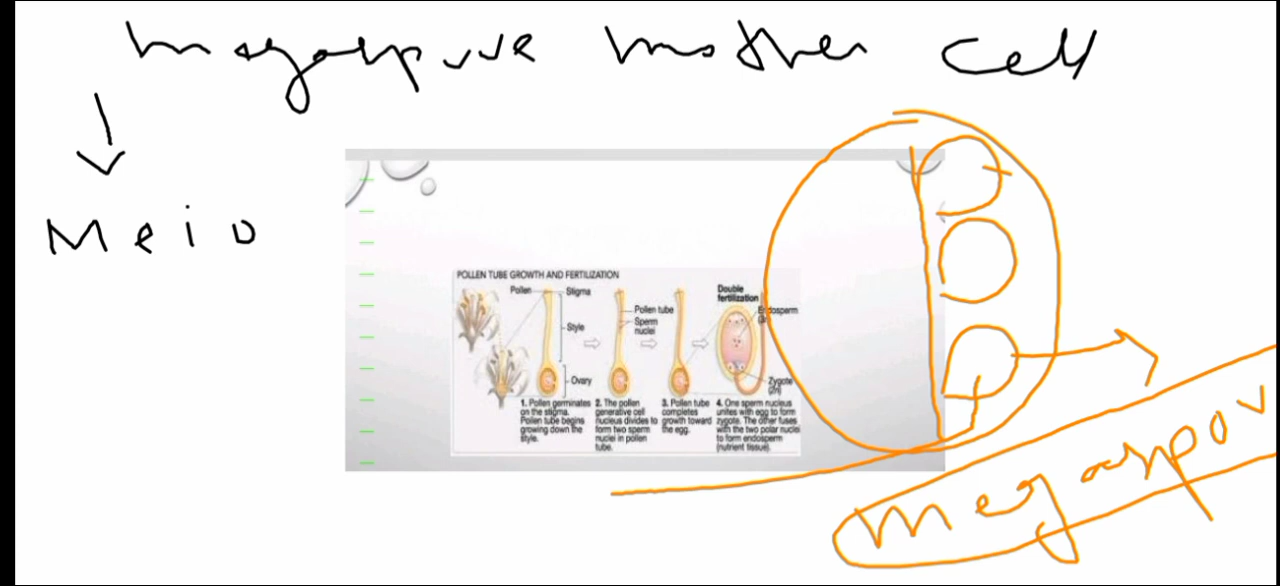 megaspore mother cell
Meio
POLLEN TUBE GROWTH AND FERTILIZATION
Pollen
Stigma
Style
Ovary
Pollen tube
Sperm
nuclei
Double
fertilization
Endosperm
Zygote
(2n)
1. Pollen germinates
on the stigma.
Pollen tube begins
growing down the
style.
2. The pollen
generative cell
nucleus divides to
form two sperm
nuclei in pollen
tube.
3. Pollen tube
completes
growth toward
the egg.
4. One sperm nucleus
unites with egg to form
zygote. The other fuses
with the two polar nuclei
to form endosperm
(nutrient tissue).
megaspor